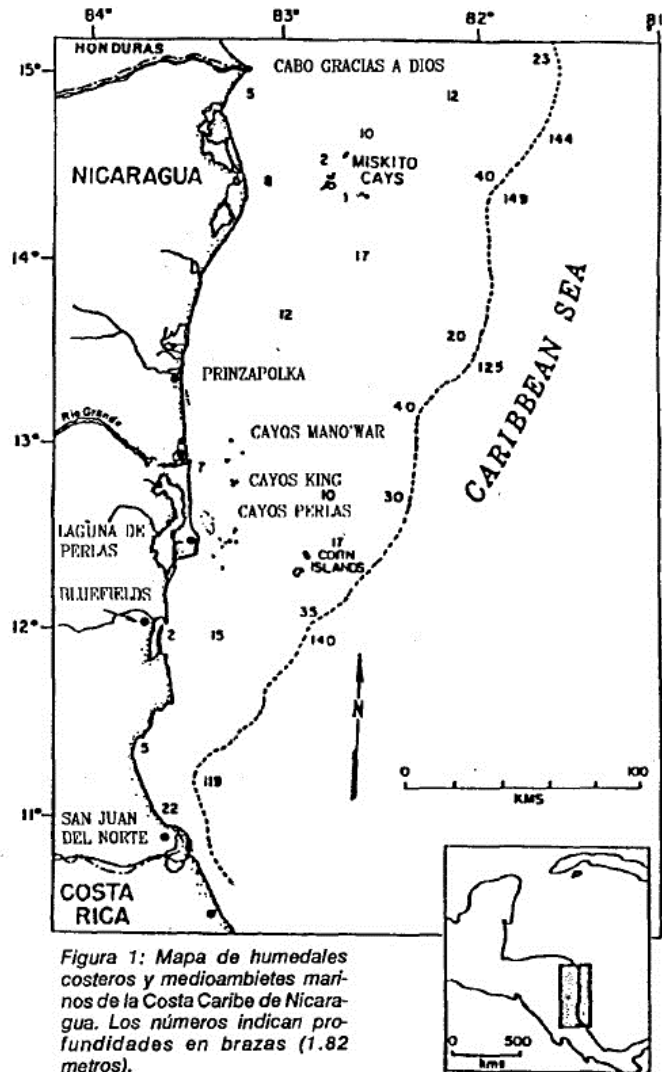 84°
83°
82°
81
HONDURAS
23
15°
CABO GRACIAS A DIOS
5
12
10
144
2
MISKITO
CAYS
NICARAGUA
8
40
149
14°
17
12
20
PRINZAPOLKA
125
CARIBBEAN SEA
40
Rio Grande
CAYOS MANO'WAR
13°
7
CAYOS KING
10
30
CAYOS PERLAS
LAGUNA DE
PERLAS
17
CORN
ISLANDS
BLUEFIELDS
35
12°
2
15
140
N
5
119
0
100
KMS
22
11°
SAN JUAN
DEL NORTE
COSTA
RICA
Figura 1: Mapa de humedales
costeros y medioambietes mari-
nos de la Costa Caribe de Nicara-
gua. Los números indican pro-
fundidades en brazas (1.82
metros).
0
500
kms